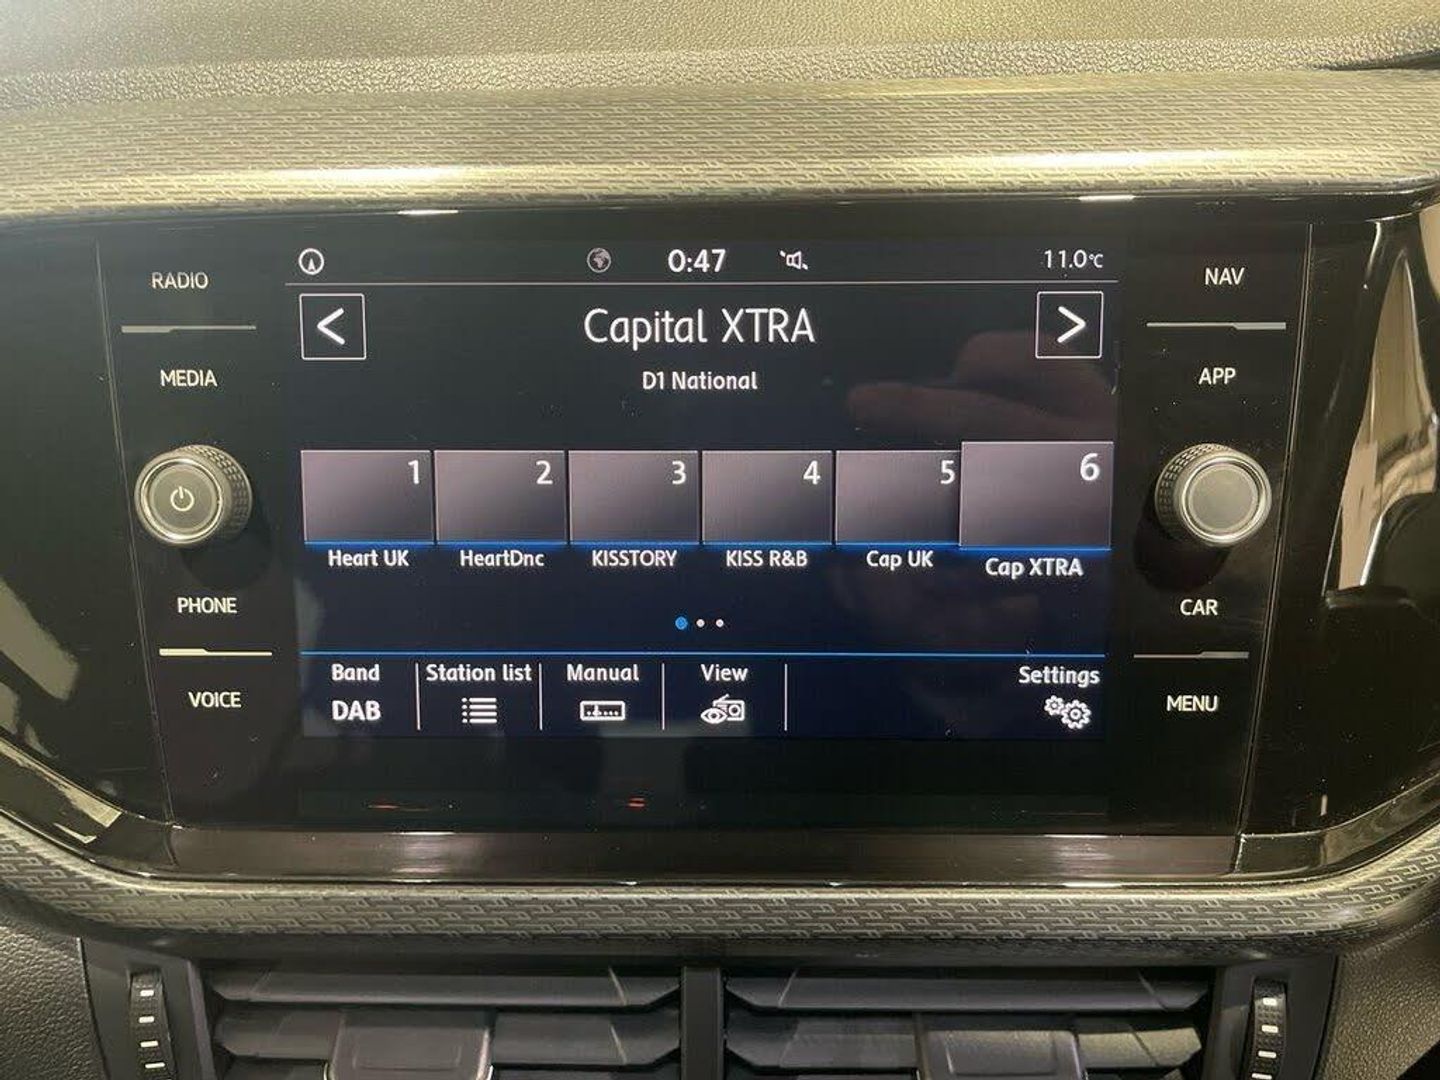 RADIO
MEDIA
PHONE
VOICE
0:47
11.0°C
<
Capital XTRA
>
D1 National
1 2 3 4 5 6
Heart UK HeartDnc KISSTORY KISS R&B Cap UK Cap XTRA
Band Station list Manual View Settings
DAB
NAV
APP
CAR
MENU